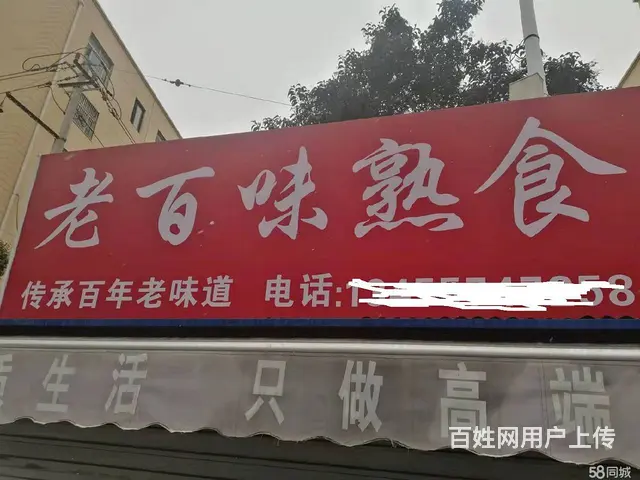 老百味熟食
传承百年老味道 电话:
质生活 只做高端
百姓网用户上传
58同城